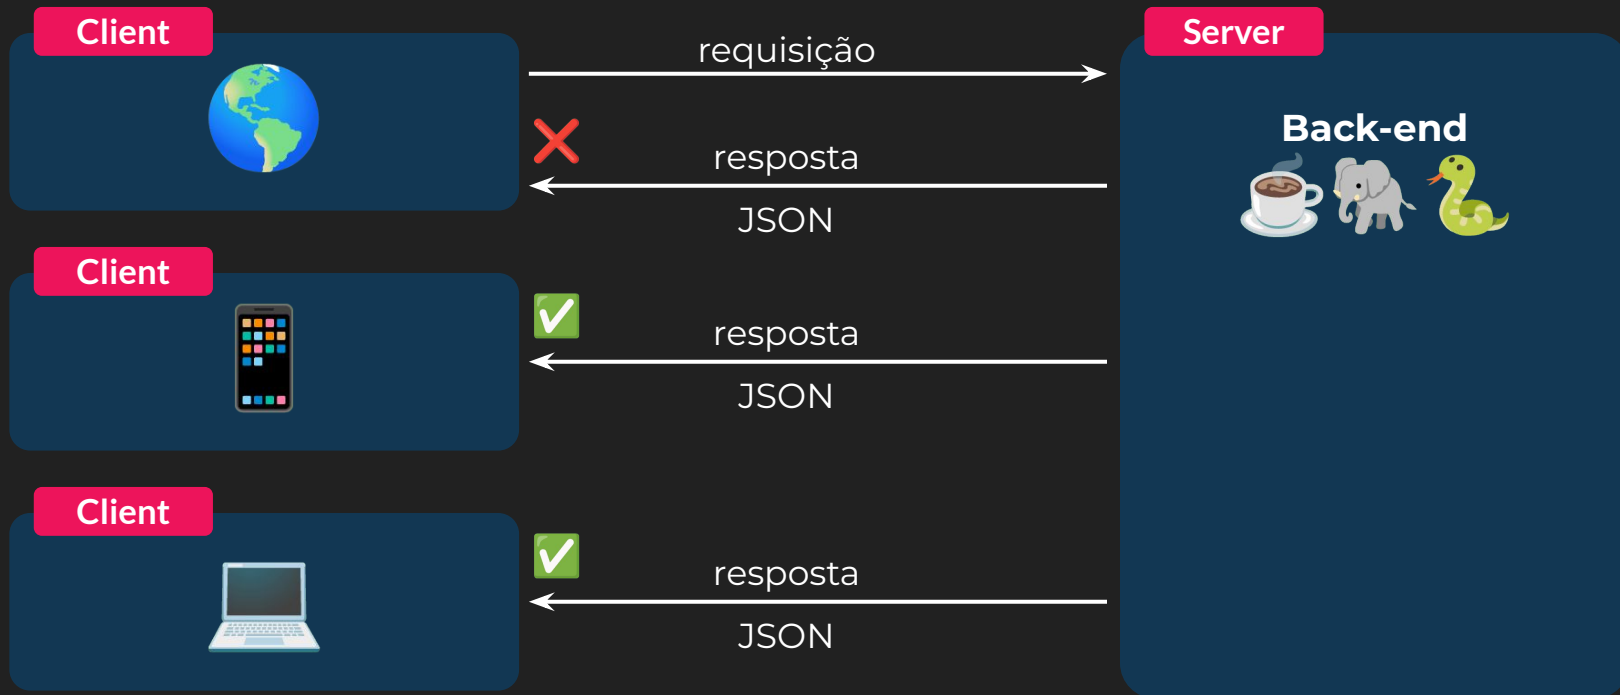 Client
requisição
Server
Back-end
resposta
JSON
Client
resposta
JSON
Client
resposta
JSON